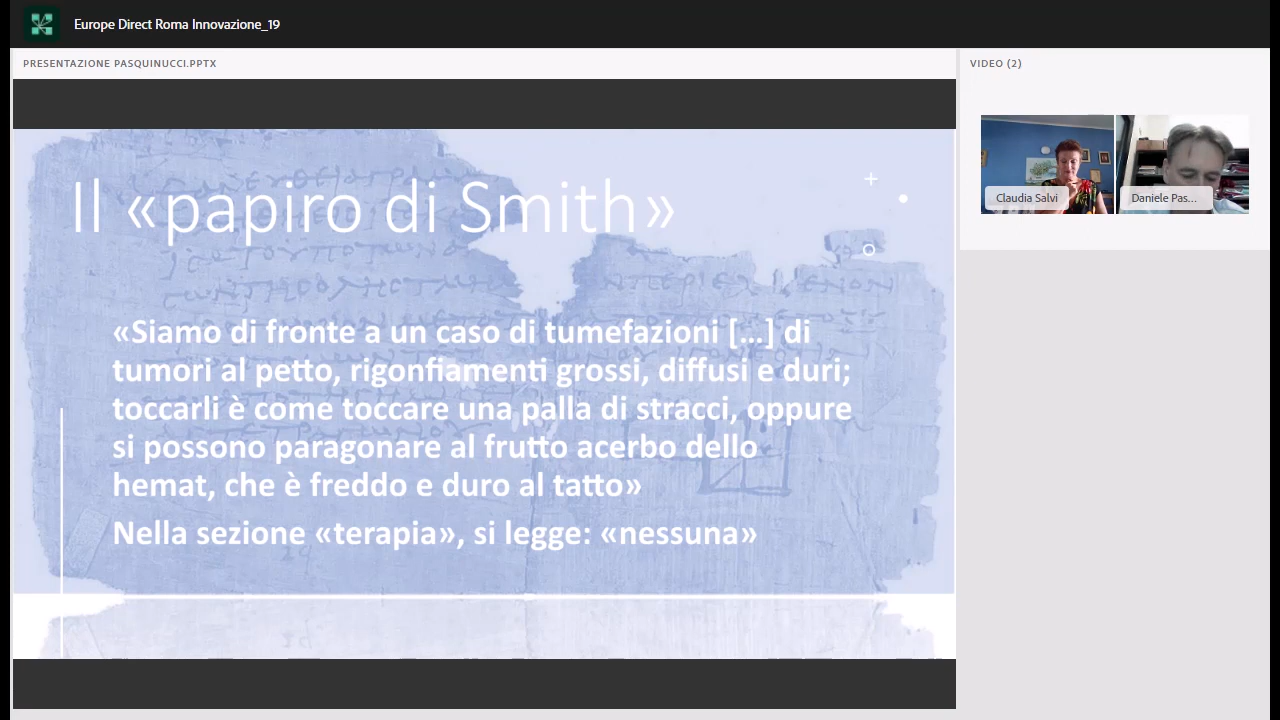 Europe Direct Roma Innovazione_19
PRESENTAZIONE PASQUINUCCI.PPTX
VIDEO (2)
Il «papiro di Smith»
«Siamo di fronte a un caso di tumefazioni [...] di
tumori al petto, rigonfiamenti grossi, diffusi e duri;
toccarli è come toccare una palla di stracci, oppure
si possono paragonare al frutto acerbo dello
hemat, che è freddo e duro al tatto»
Nella sezione «terapia», si legge: «nessuna»
Claudia Salvi
Daniele Pas...